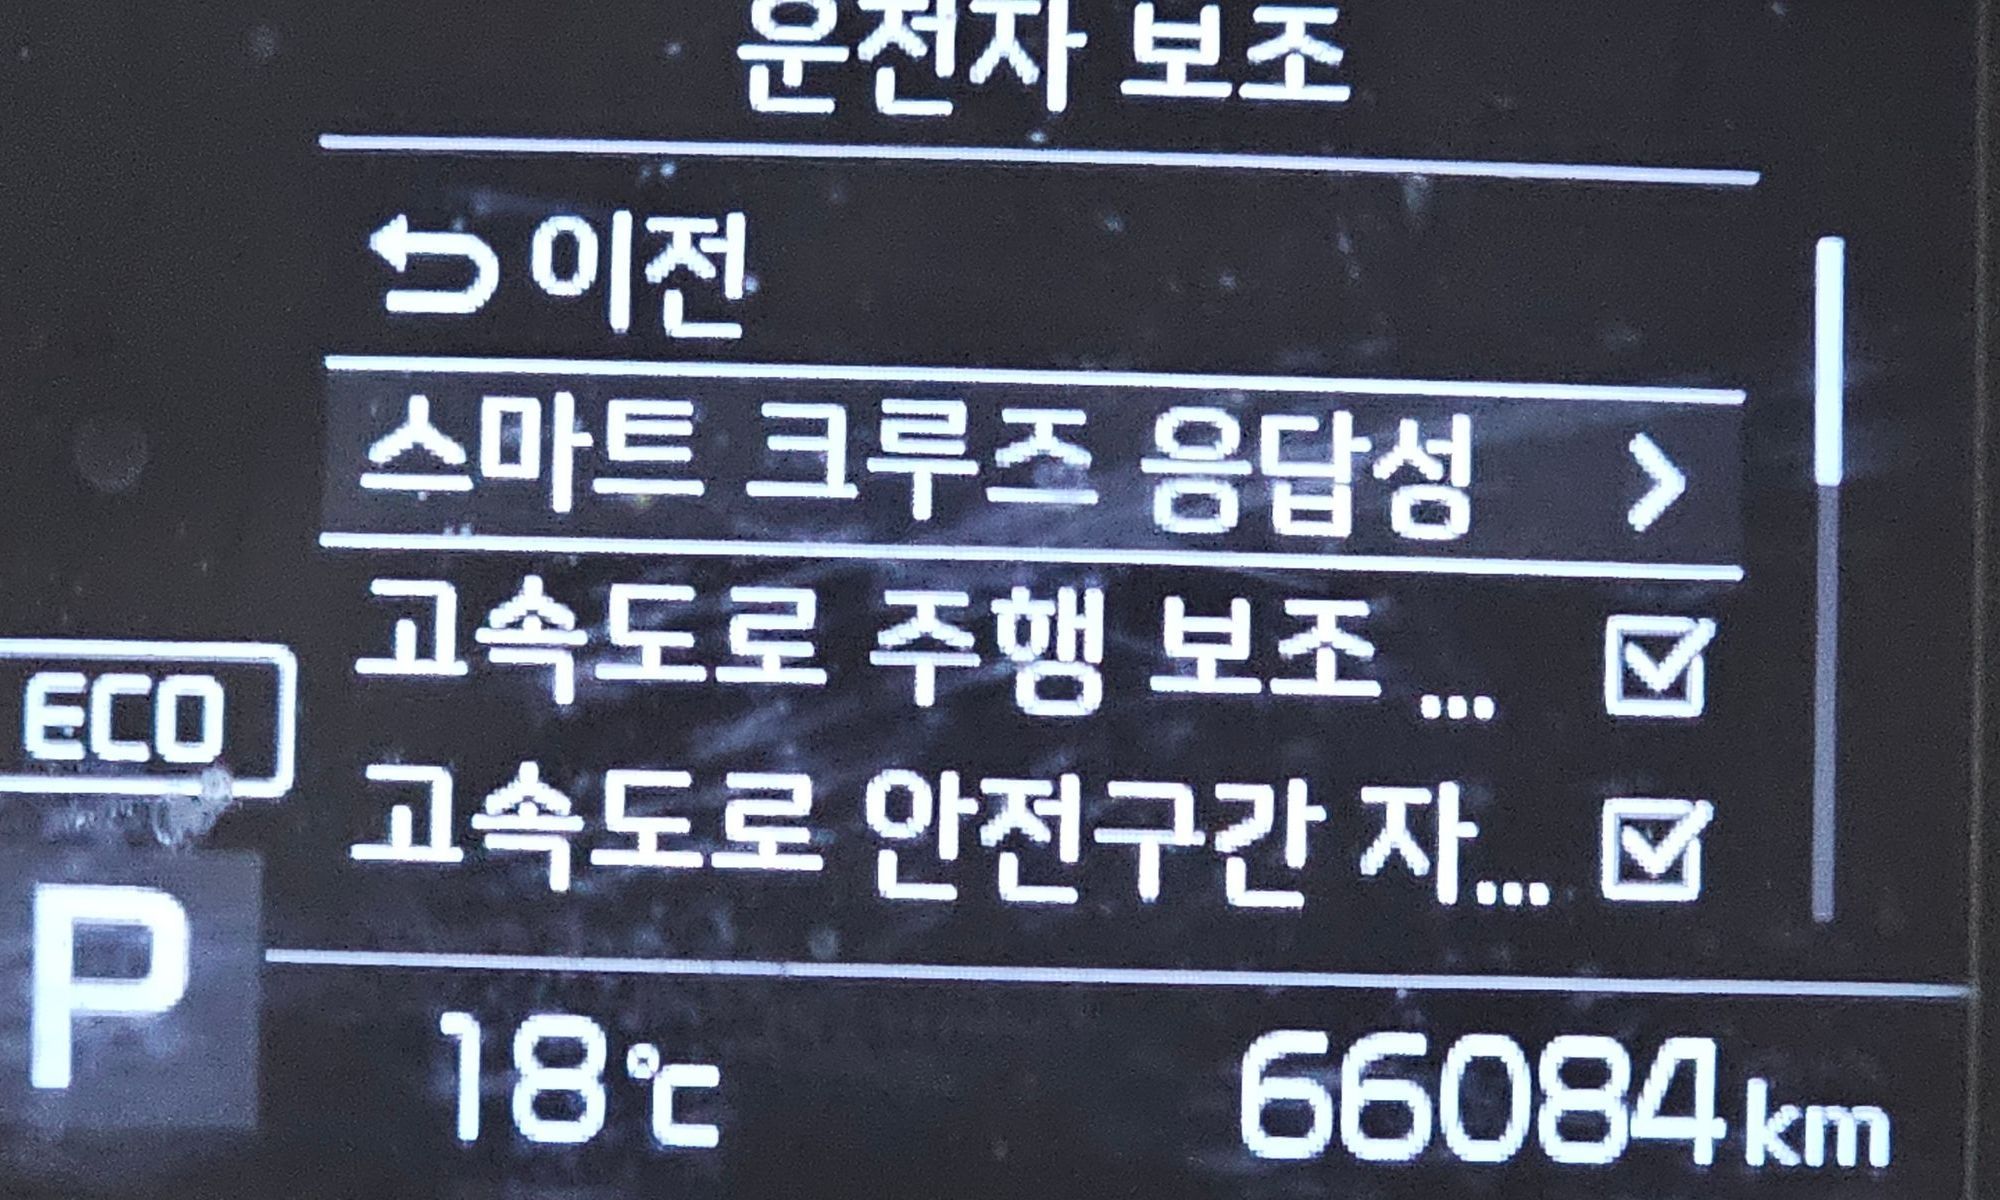 운전자 보조
이전
스마트 크루즈 응답성
고속도로 주행 보조 ...
고속도로 안전구간 자...
ECO
P
18℃
66084km